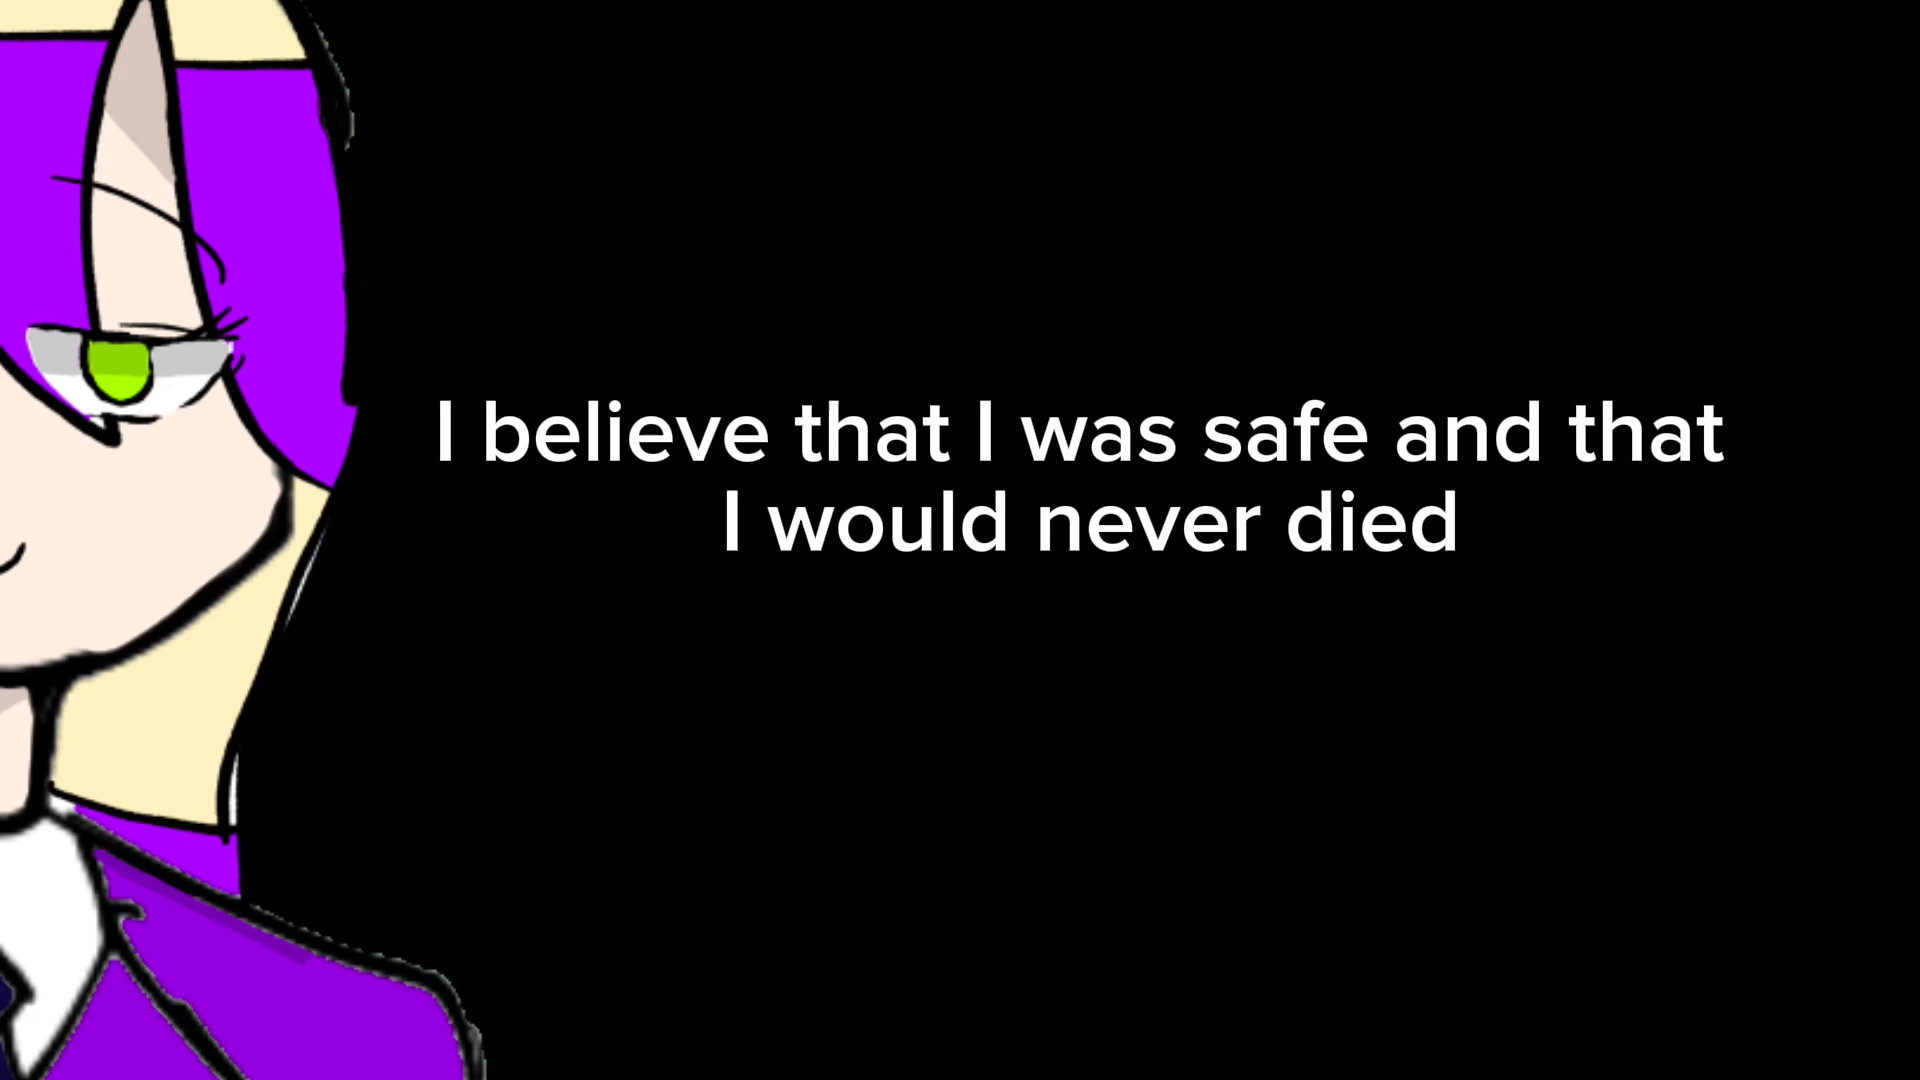 I believe that I was safe and that
I would never died